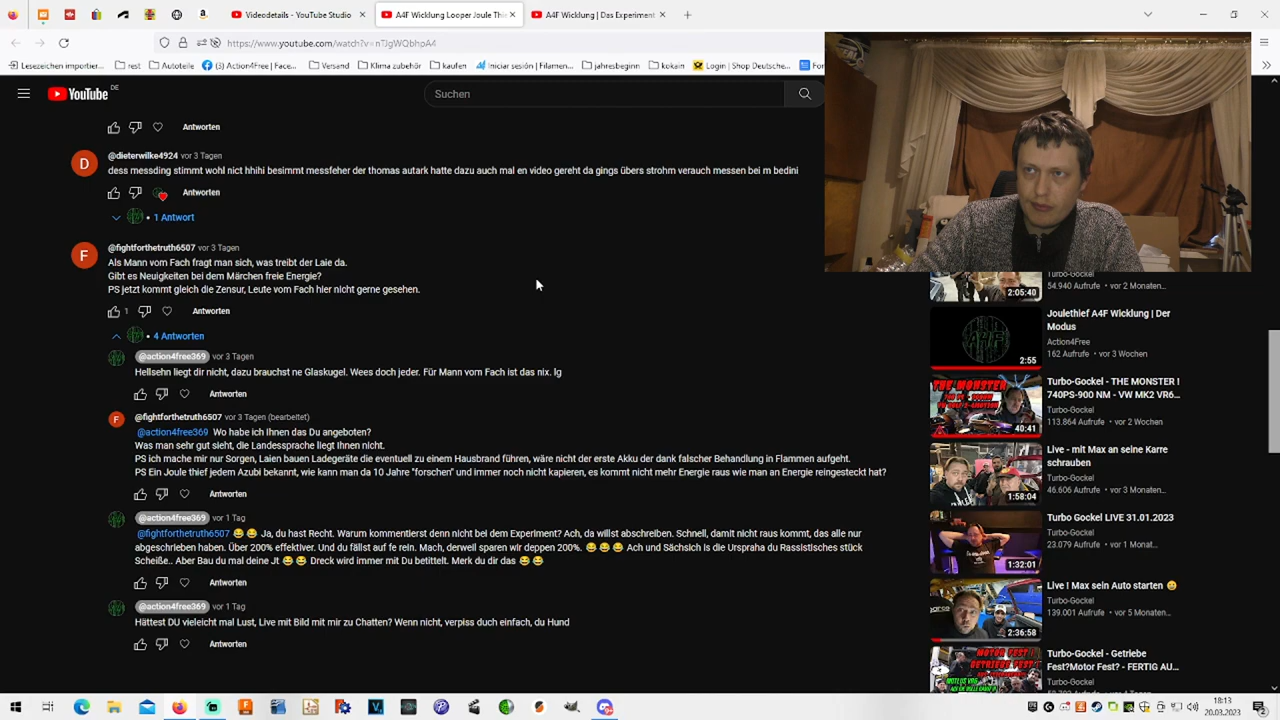 Videodetails - YouTube Studio
A4F Wicklung Looper Joule Thie
A4F Wicklung | Das Experiment
https://www.youtube.com/watch?v=nTJgWQbhpA4
Lesezeichen importier...
rest
Autoteile
(3) Action4Free | Face...
Versand
Klima zubehör
kaufen
Iniciar sesión | Filamen...
jahresbeginn
kokain
Login | Shop Deutsche...
For
YouTube DE
Suchen
Antworten
@dieterwilke4924 vor 3 Tagen
dess messding stimmt wohl nict hhihi besimmt messfeher der thomas autark hatte dazu auch mal en video gereht da gings übers strohm verauch messen bei m bedini
Antworten
1 Antwort
@fightforthetruth6507 vor 3 Tagen
Als Mann vom Fach fragt man sich, was treibt der Laie da.
Gibt es Neuigkeiten bei dem Märchen freie Energie?
PS jetzt kommt gleich die Zensur, Leute vom Fach hier nicht gerne gesehen.
1 Antworten
4 Antworten
@action4free369 vor 3 Tagen
Hellsehn liegt dir nicht, dazu brauchst ne Glaskugel. Wees doch jeder. Für Mann vom Fach ist das nix. lg
Antworten
@fightforthetruth6507 vor 3 Tagen (bearbeitet)
@action4free369 Wo habe ich Ihnen das Du angeboten?
Was man sehr gut sieht, die Landessprache liegt Ihnen nicht.
PS ich mache mir nur Sorgen, Laien bauen Ladegeräte die eventuell zu einem Hausbrand führen, wäre nicht der erste Akku der dank falscher Behandlung in Flammen aufgeht.
PS Ein Joule thief jedem Azubi bekannt, wie kann man da 10 Jahre "forschen" und immer noch nicht kapieren, es kommt nicht mehr Energie raus wie man an Energie reingesteckt hat?
Antworten
@action4free369 vor 1 Tag
@fightforthetruth6507 😂😂 Ja, du hast Recht. Warum kommentierst denn nicht bei dem Experiment? Ach, da willst abschreiben. Schnell, damit nicht raus kommt, das alle nur
abgeschrieben haben. Über 200% effektiver. Und du fällst auf fe rein. Mach, derweil sparen wir deppen 200%. 😂😂😂 Ach und Sächsich is die Urspraha du Rassistisches stück
Scheiße.. Aber Bau du mal deine Jt 😂😂 Dreck wird immer mit Du betittelt. Merk du dir das 😂😂
Antworten
@action4free369 vor 1 Tag
Hättest DU vieleicht mal Lust, Live mit Bild mit mir zu Chatten? Wenn nicht, verpiss duch einfach, du Hund
Antworten
Turbo-Gockel
54.940 Aufrufe • vor 2 Monaten...
2:05:40
Joulethief A4F Wicklung | Der
Modus
Action4Free
162 Aufrufe • vor 3 Wochen
A4F
2:55
Turbo-Gockel - THE MONSTER !
740PS-900 NM - VW MK2 VR6...
Turbo-Gockel
113.864 Aufrufe • vor 2 Wochen
THE MONSTER
40:41
Live - mit Max an seine Karre
schrauben
Turbo-Gockel
46.606 Aufrufe • vor 3 Monaten...
1:58:04
Turbo Gockel LIVE 31.01.2023
Turbo-Gockel
23.079 Aufrufe • vor 1 Monat...
1:32:01
Live ! Max sein Auto starten 😀
Turbo-Gockel
139.001 Aufrufe • vor 5 Monaten...
2:36:58
Turbo-Gockel - Getriebe
Fest?Motor Fest? - FERTIG AU...
Turbo-Gockel
MOTOR FEST !
GETRIEBE FEST !
18:13
20.03.2023
2